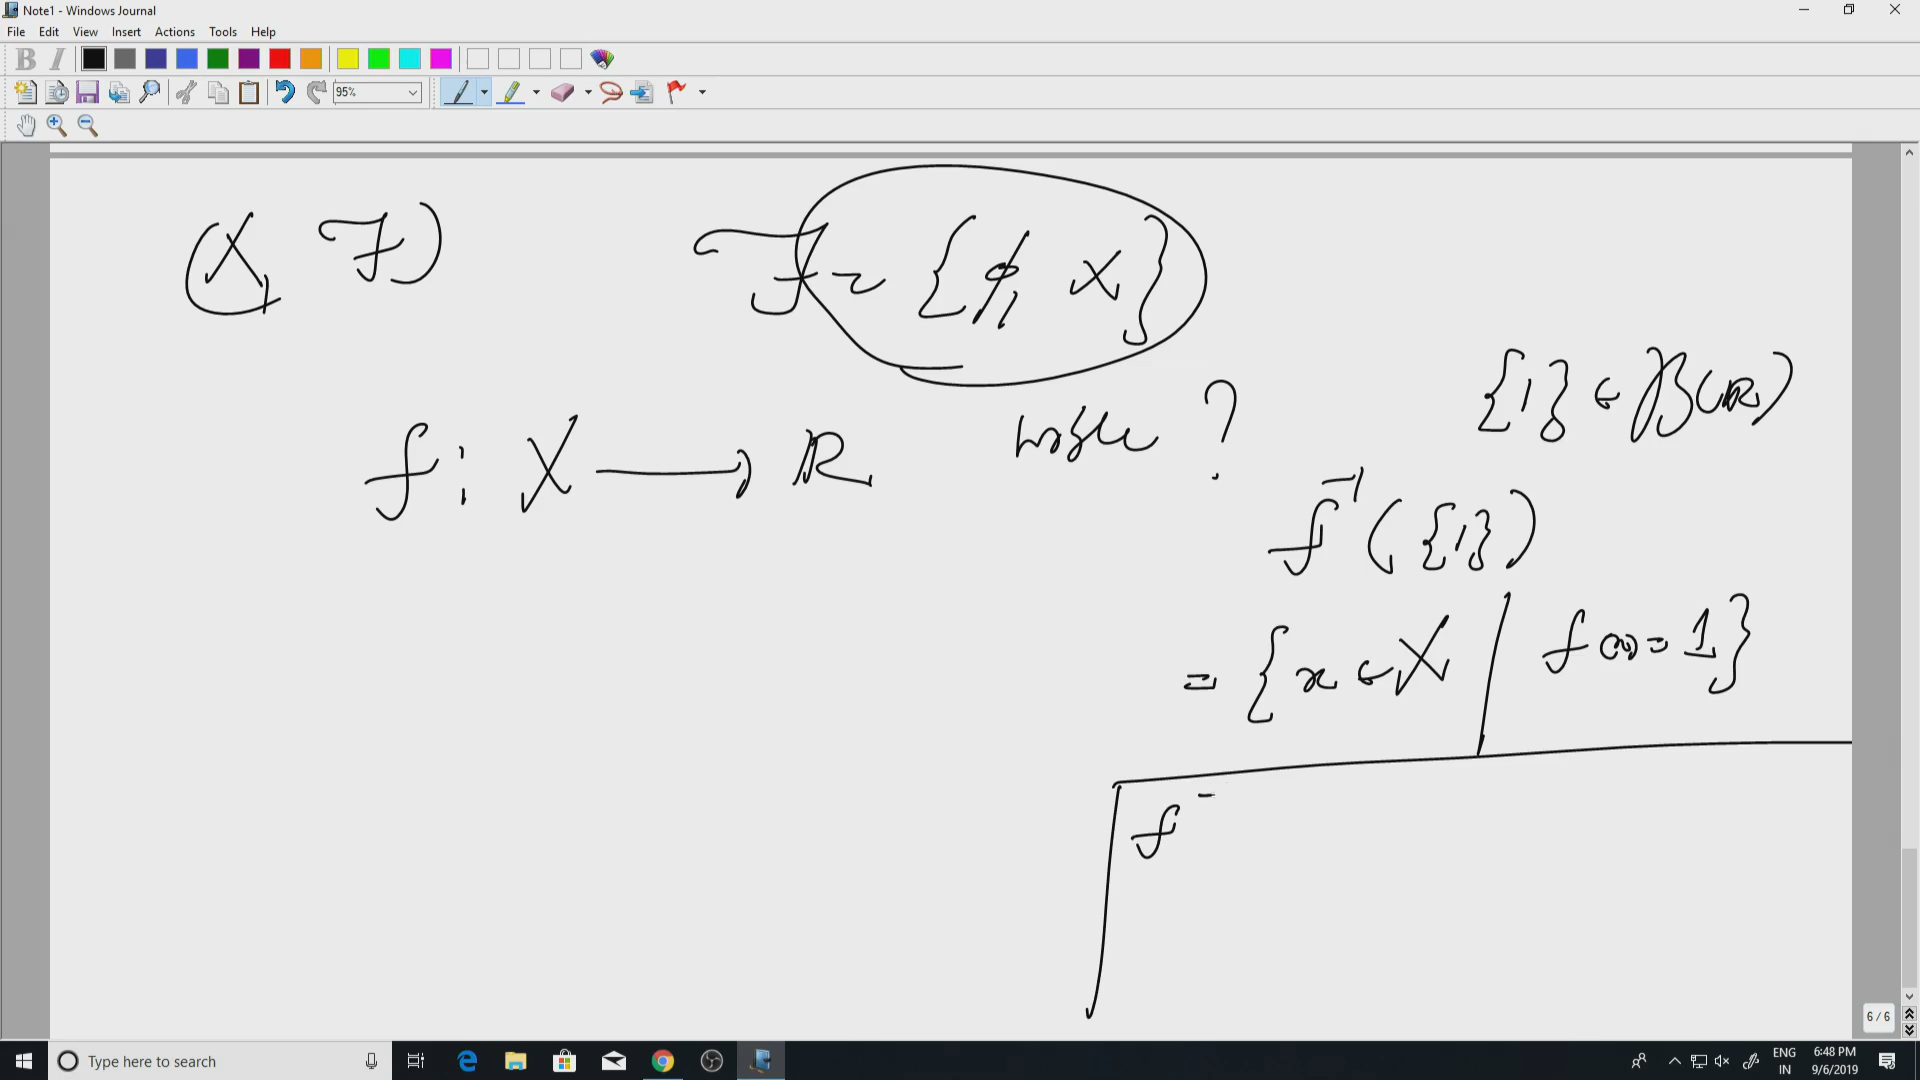 Note1 - Windows Journal
File Edit View Insert Actions Tools Help
B I
95%
(X, F) F = {φ, X}
{1} ∈ B(R)
f : X → R ?
f⁻¹({1})
= {x ∈ X | f(x) = 1}
f -
6 / 6
Type here to search
ENG
IN
6:48 PM
9/6/2019